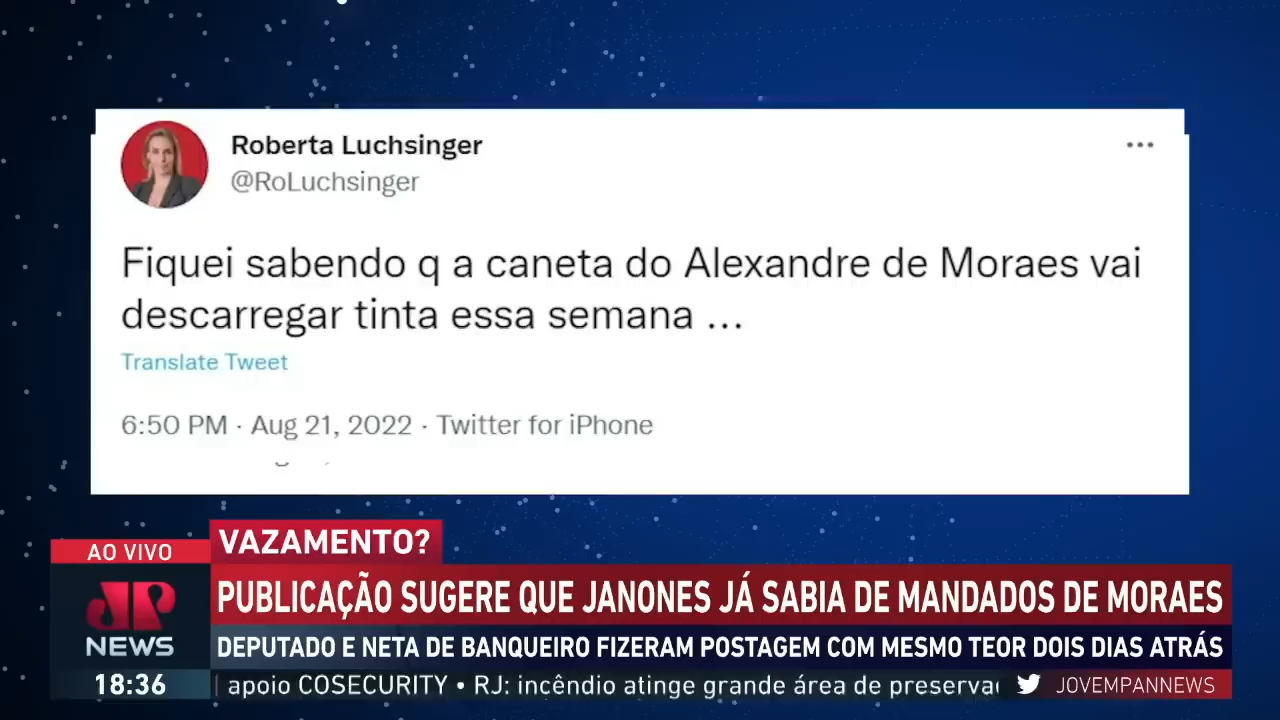 Roberta Luchsinger
@RoLuchsinger
Fiquei sabendo q a caneta do Alexandre de Moraes vai
descarregar tinta essa semana ...
Translate Tweet
6:50 PM · Aug 21, 2022 · Twitter for iPhone
VAZAMENTO?
AO VIVO
PUBLICAÇÃO SUGERE QUE JANONES JÁ SABIA DE MANDADOS DE MORAES
JP
NEWS
DEPUTADO E NETA DE BANQUEIRO FIZERAM POSTAGEM COM MESMO TEOR DOIS DIAS ATRÁS
18:36
apoio COSECURITY • RJ: incêndio atinge grande área de preserva
JOVEMPANNEWS